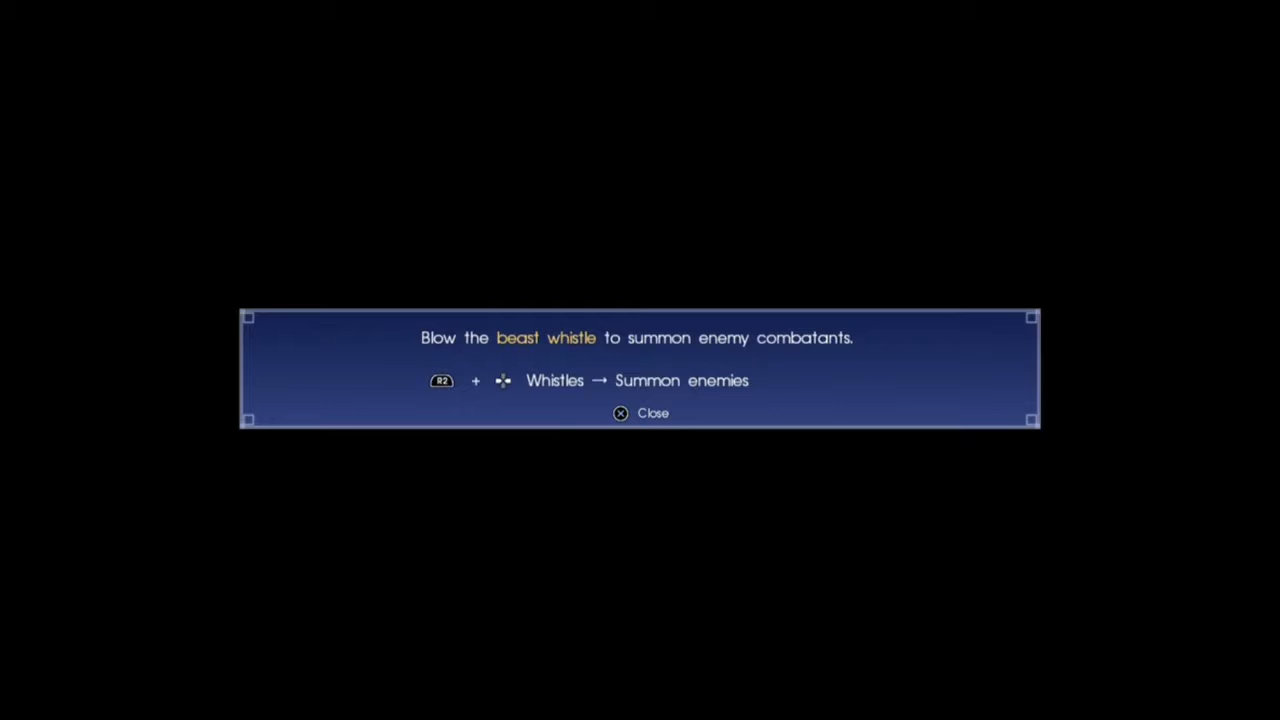 Blow the beast whistle to summon enemy combatants.
R2 + Whistles → Summon enemies
Close